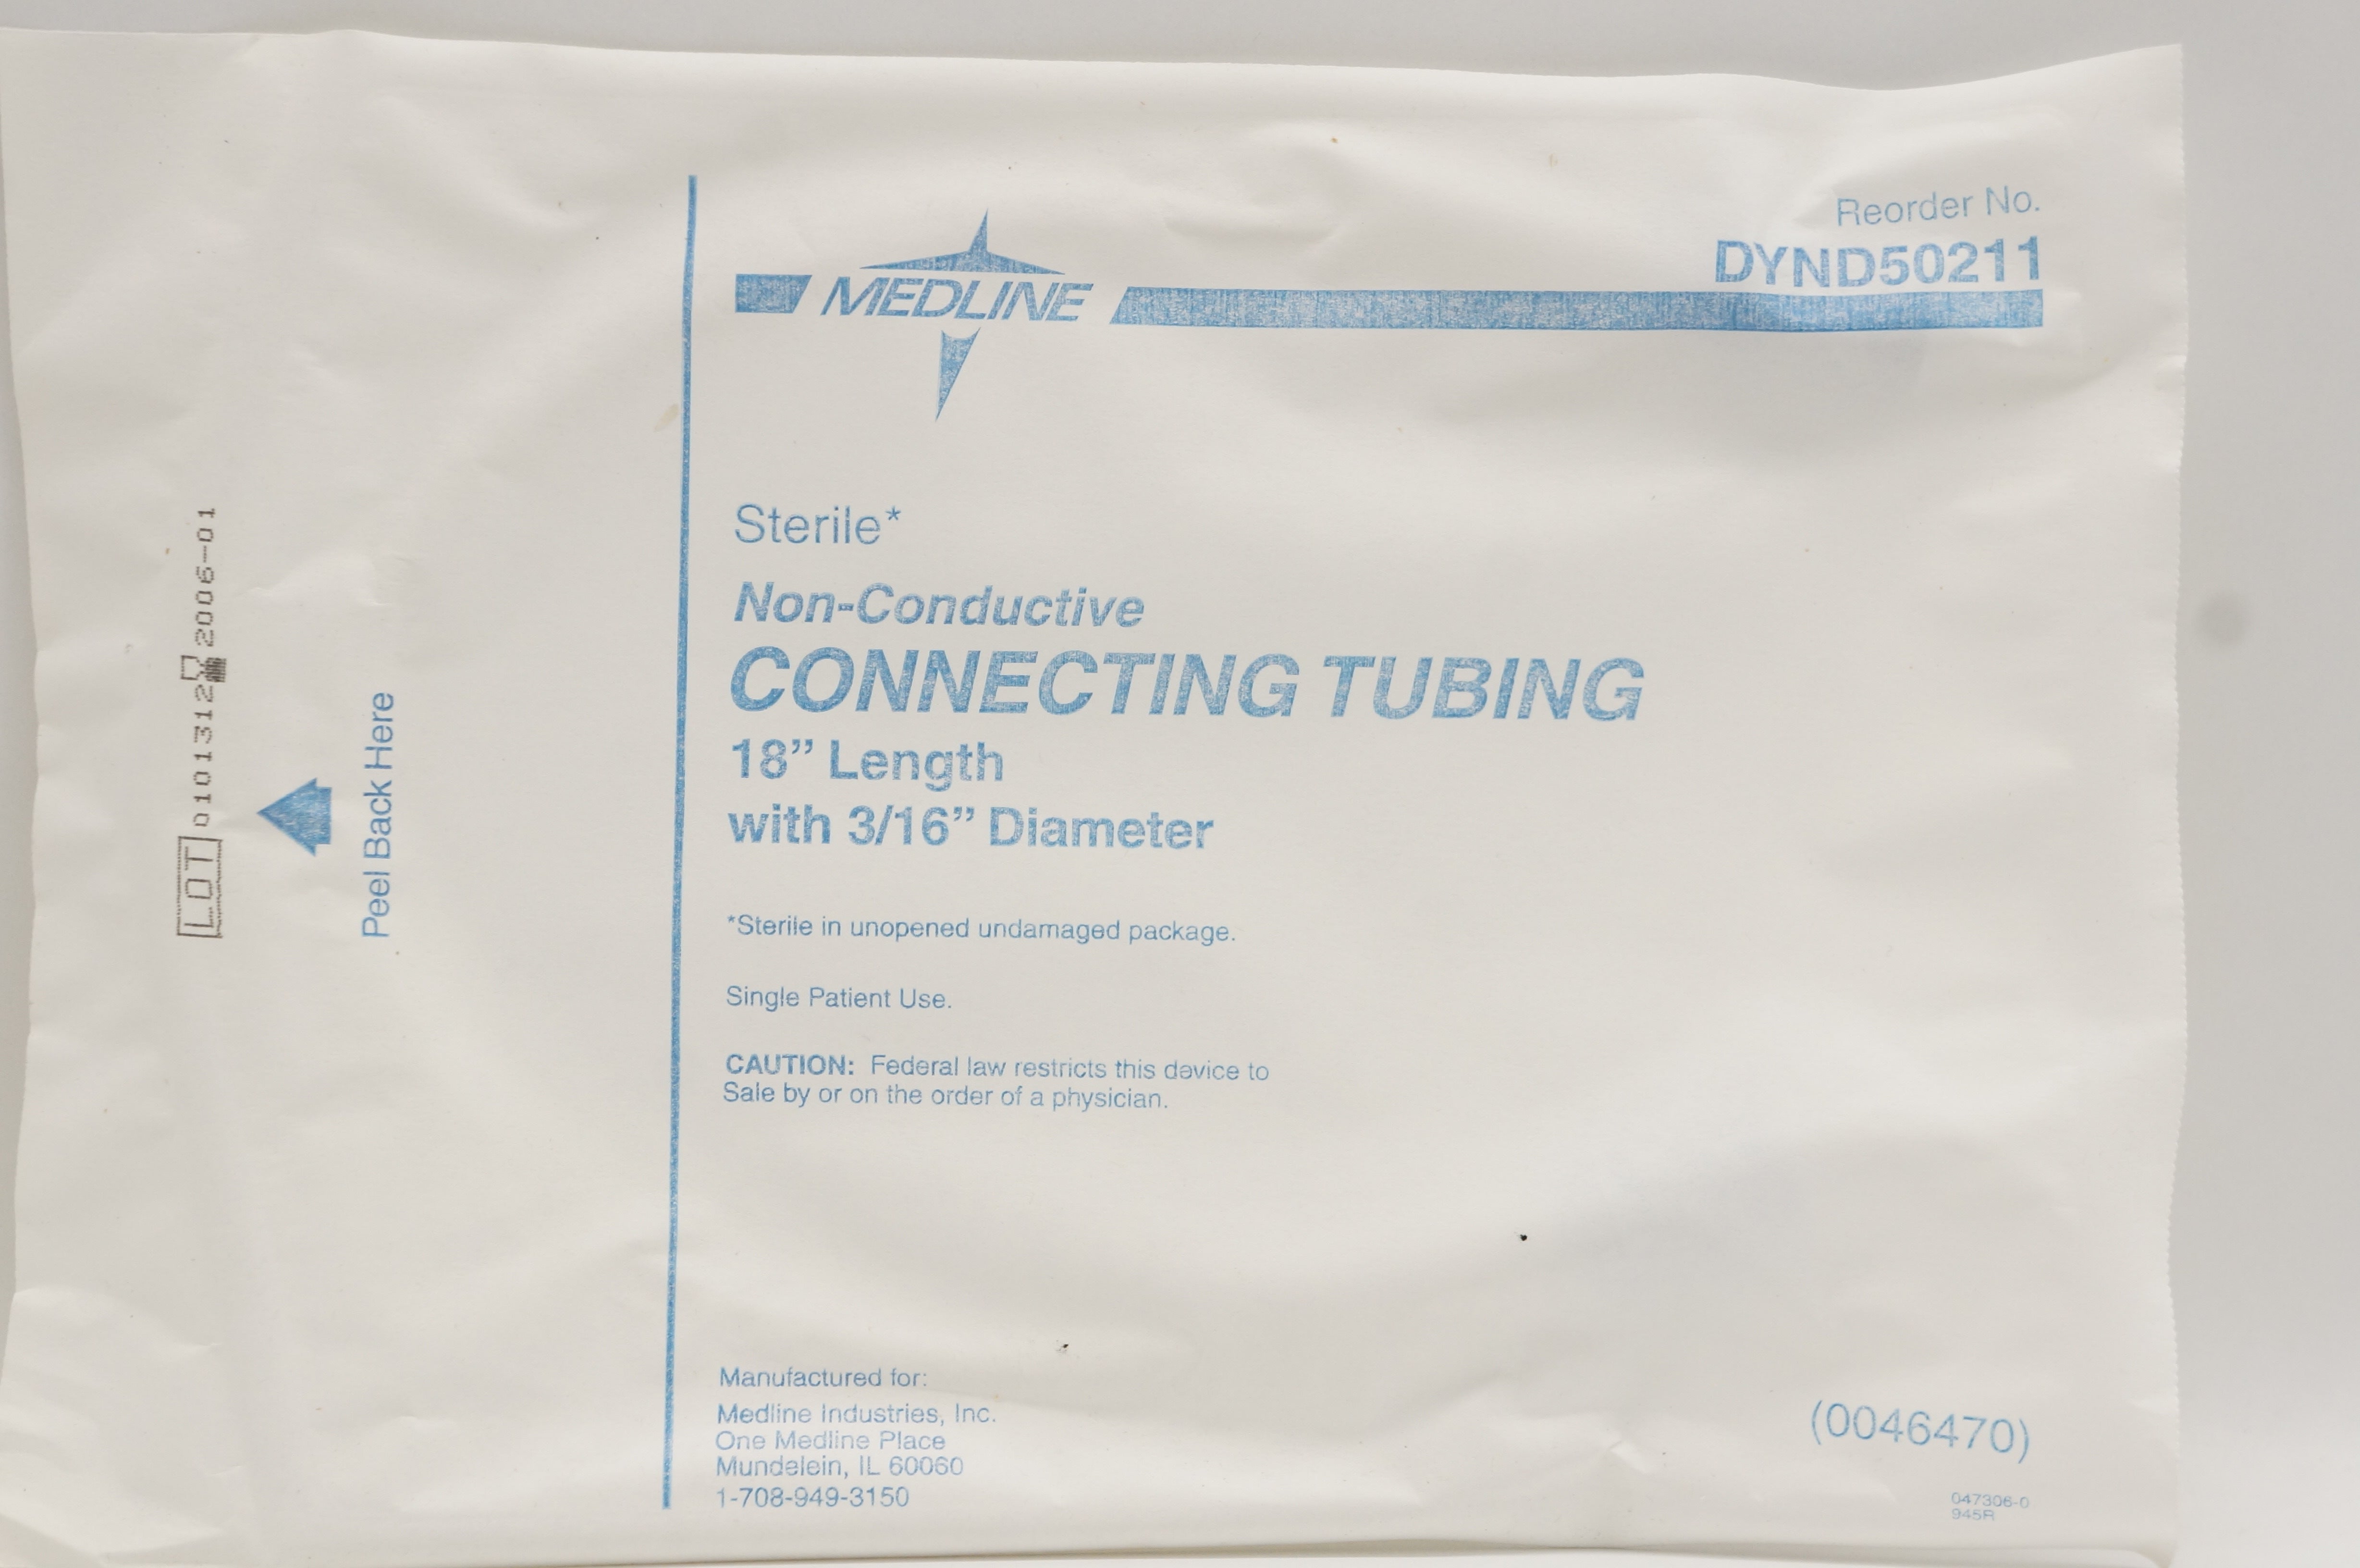 Reorder No.
DYND50211
MEDLINE
Sterile*
Non-Conductive
CONNECTING TUBING
18” Length
with 3/16” Diameter
*Sterile in unopened undamaged package.
Single Patient Use.
CAUTION: Federal law restricts this device to
Sale by or on the order of a physician.
Manufactured for:
Medline Industries, Inc.
One Medline Place
Mundelein, IL 60060
1-708-949-3150
(0046470)
047306-0
945R
Peel Back Here
LOT 01013122 2006-01